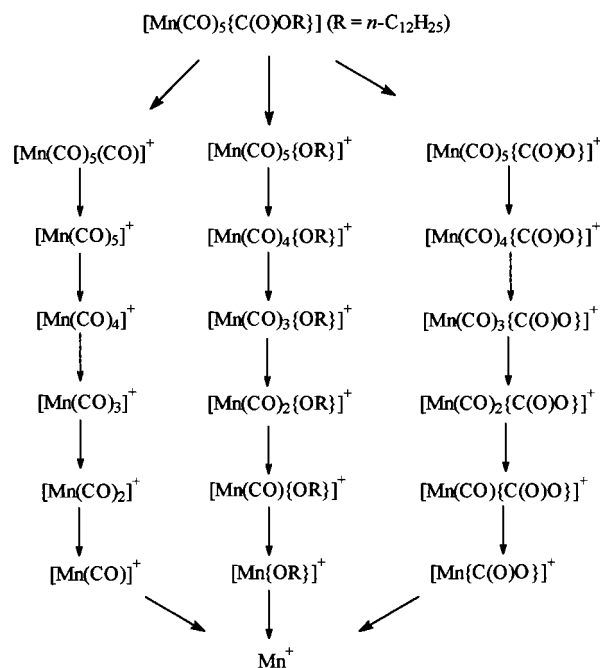 [Mn(CO)₅{C(O)OR}] (R = n-C₁₂H₂₅)
[Mn(CO)₅(CO)]⁺ [Mn(CO)₅{OR}]⁺ [Mn(CO)₅{C(O)O}]⁺
[Mn(CO)₅]⁺ [Mn(CO)₄{OR}]⁺ [Mn(CO)₄{C(O)O}]⁺
[Mn(CO)₄]⁺ [Mn(CO)₃{OR}]⁺ [Mn(CO)₃{C(O)O}]⁺
[Mn(CO)₃]⁺ [Mn(CO)₂{OR}]⁺ [Mn(CO)₂{C(O)O}]⁺
{Mn(CO)₂]⁺ [Mn(CO){OR}]⁺ [Mn(CO){C(O)O}]⁺
[Mn(CO)]⁺ [Mn{OR}]⁺ [Mn{C(O)O}]⁺
Mn⁺